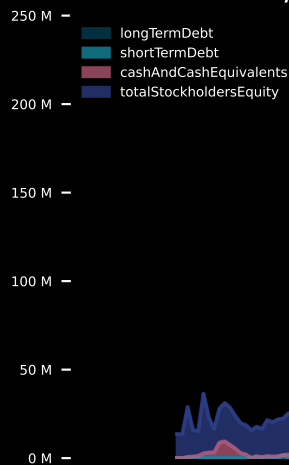 250 M
longTermDebt
shortTermDebt
cashAndCashEquivalents
totalStockholdersEquity
200 M
150 M
100 M
50 M
0 M